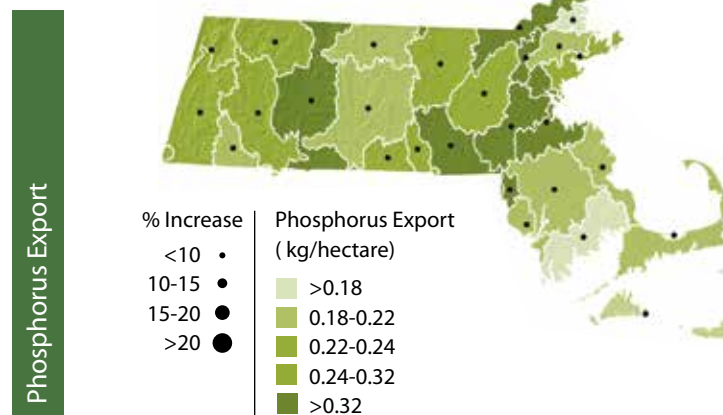 Phosphorus Export
% Increase
<10
10-15
15-20
>20
Phosphorus Export
( kg/hectare)
>0.18
0.18-0.22
0.22-0.24
0.24-0.32
>0.32